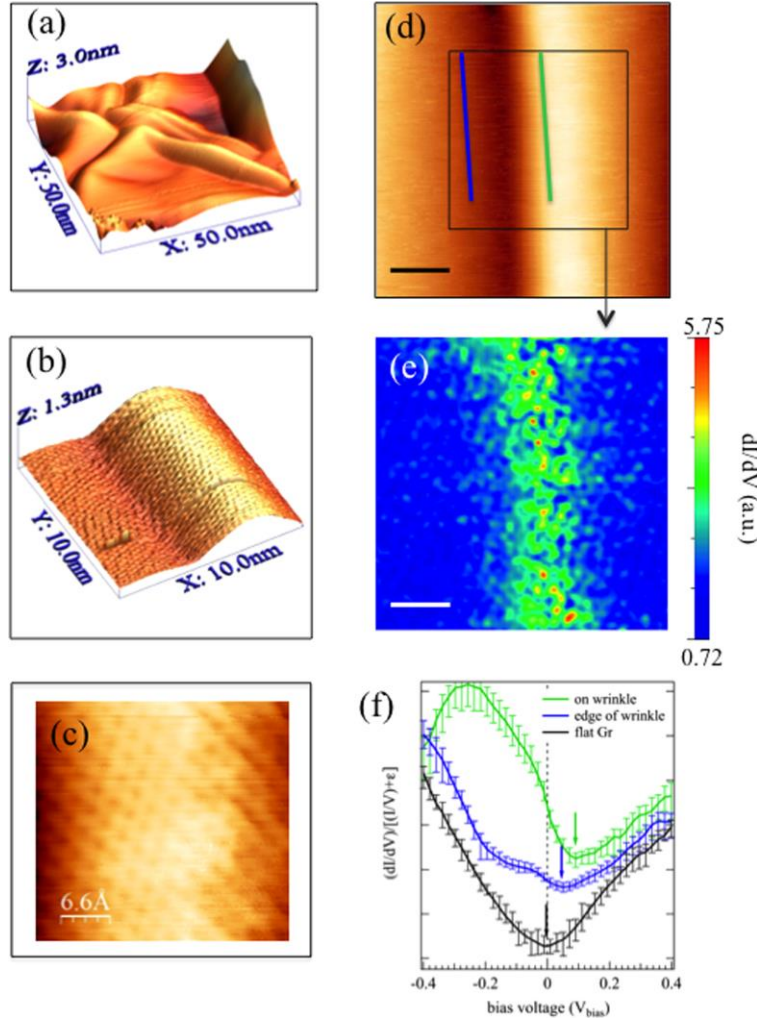 (a)
Z: 3.0nm
Y: 50.0nm
X: 50.0nm
(b)
Z: 1.3nm
Y: 10.0nm
X: 10.0nm
(c)
6.6Å
(d)
(e)
5.75
dI/dV (a.u.)
0.72
(f)
on wrinkle
edge of wrinkle
flat Gr
(dI/dV)/[(I/V)+ε]
-0.4
-0.2
0
0.2
0.4
bias voltage (Vbias)